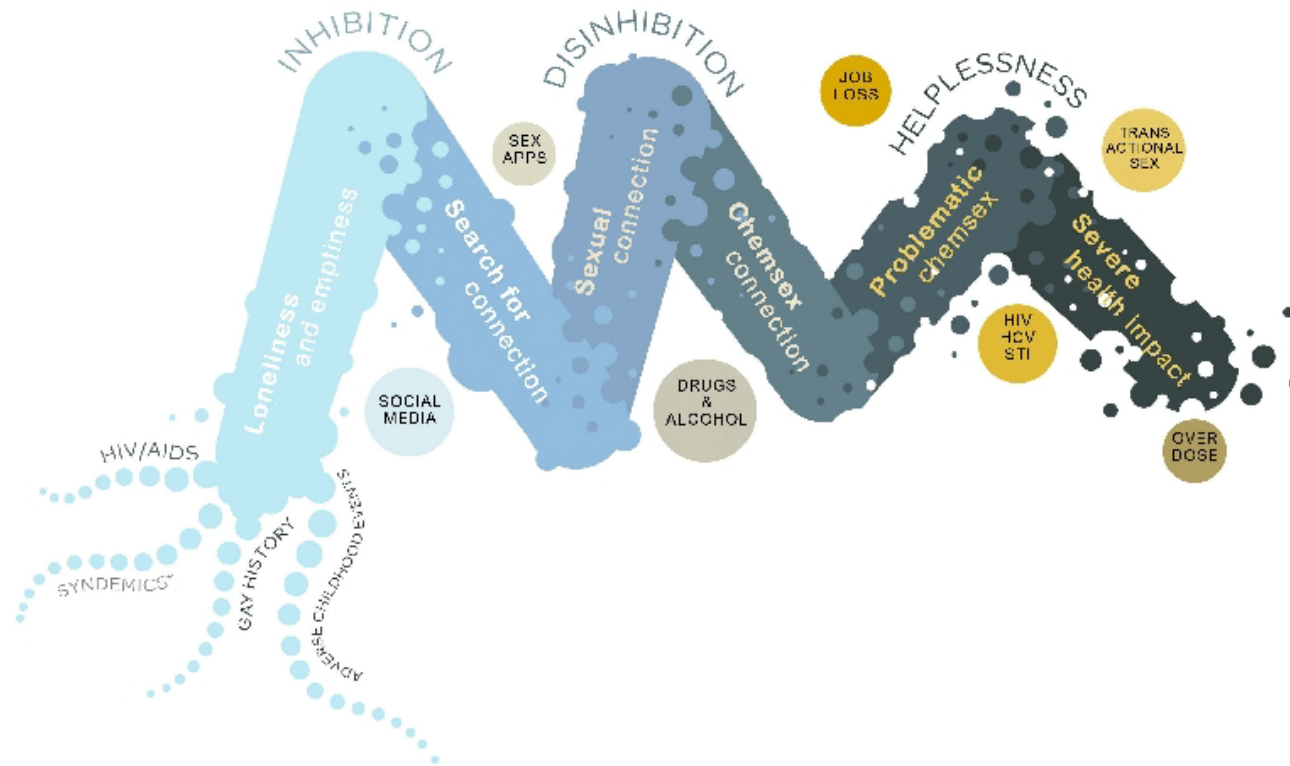 INHIBITION
DISINHIBITION
HELPLESSNESS
JOB
LOSS
SEX
APPS
TRANS
ACTIONAL
SEX
Loneliness
and emptiness
Search for
connection
Sexual
connection
Chemsex
connection
Problematic
chemsex
Severe
health impact
SOCIAL
MEDIA
DRUGS
&
ALCOHOL
HIV
HCV
STI
OVER
DOSE
HIV/AIDS
SYNDEMICS*
GAY HISTORY
ADVERSE CHILDHOOD EVENTS